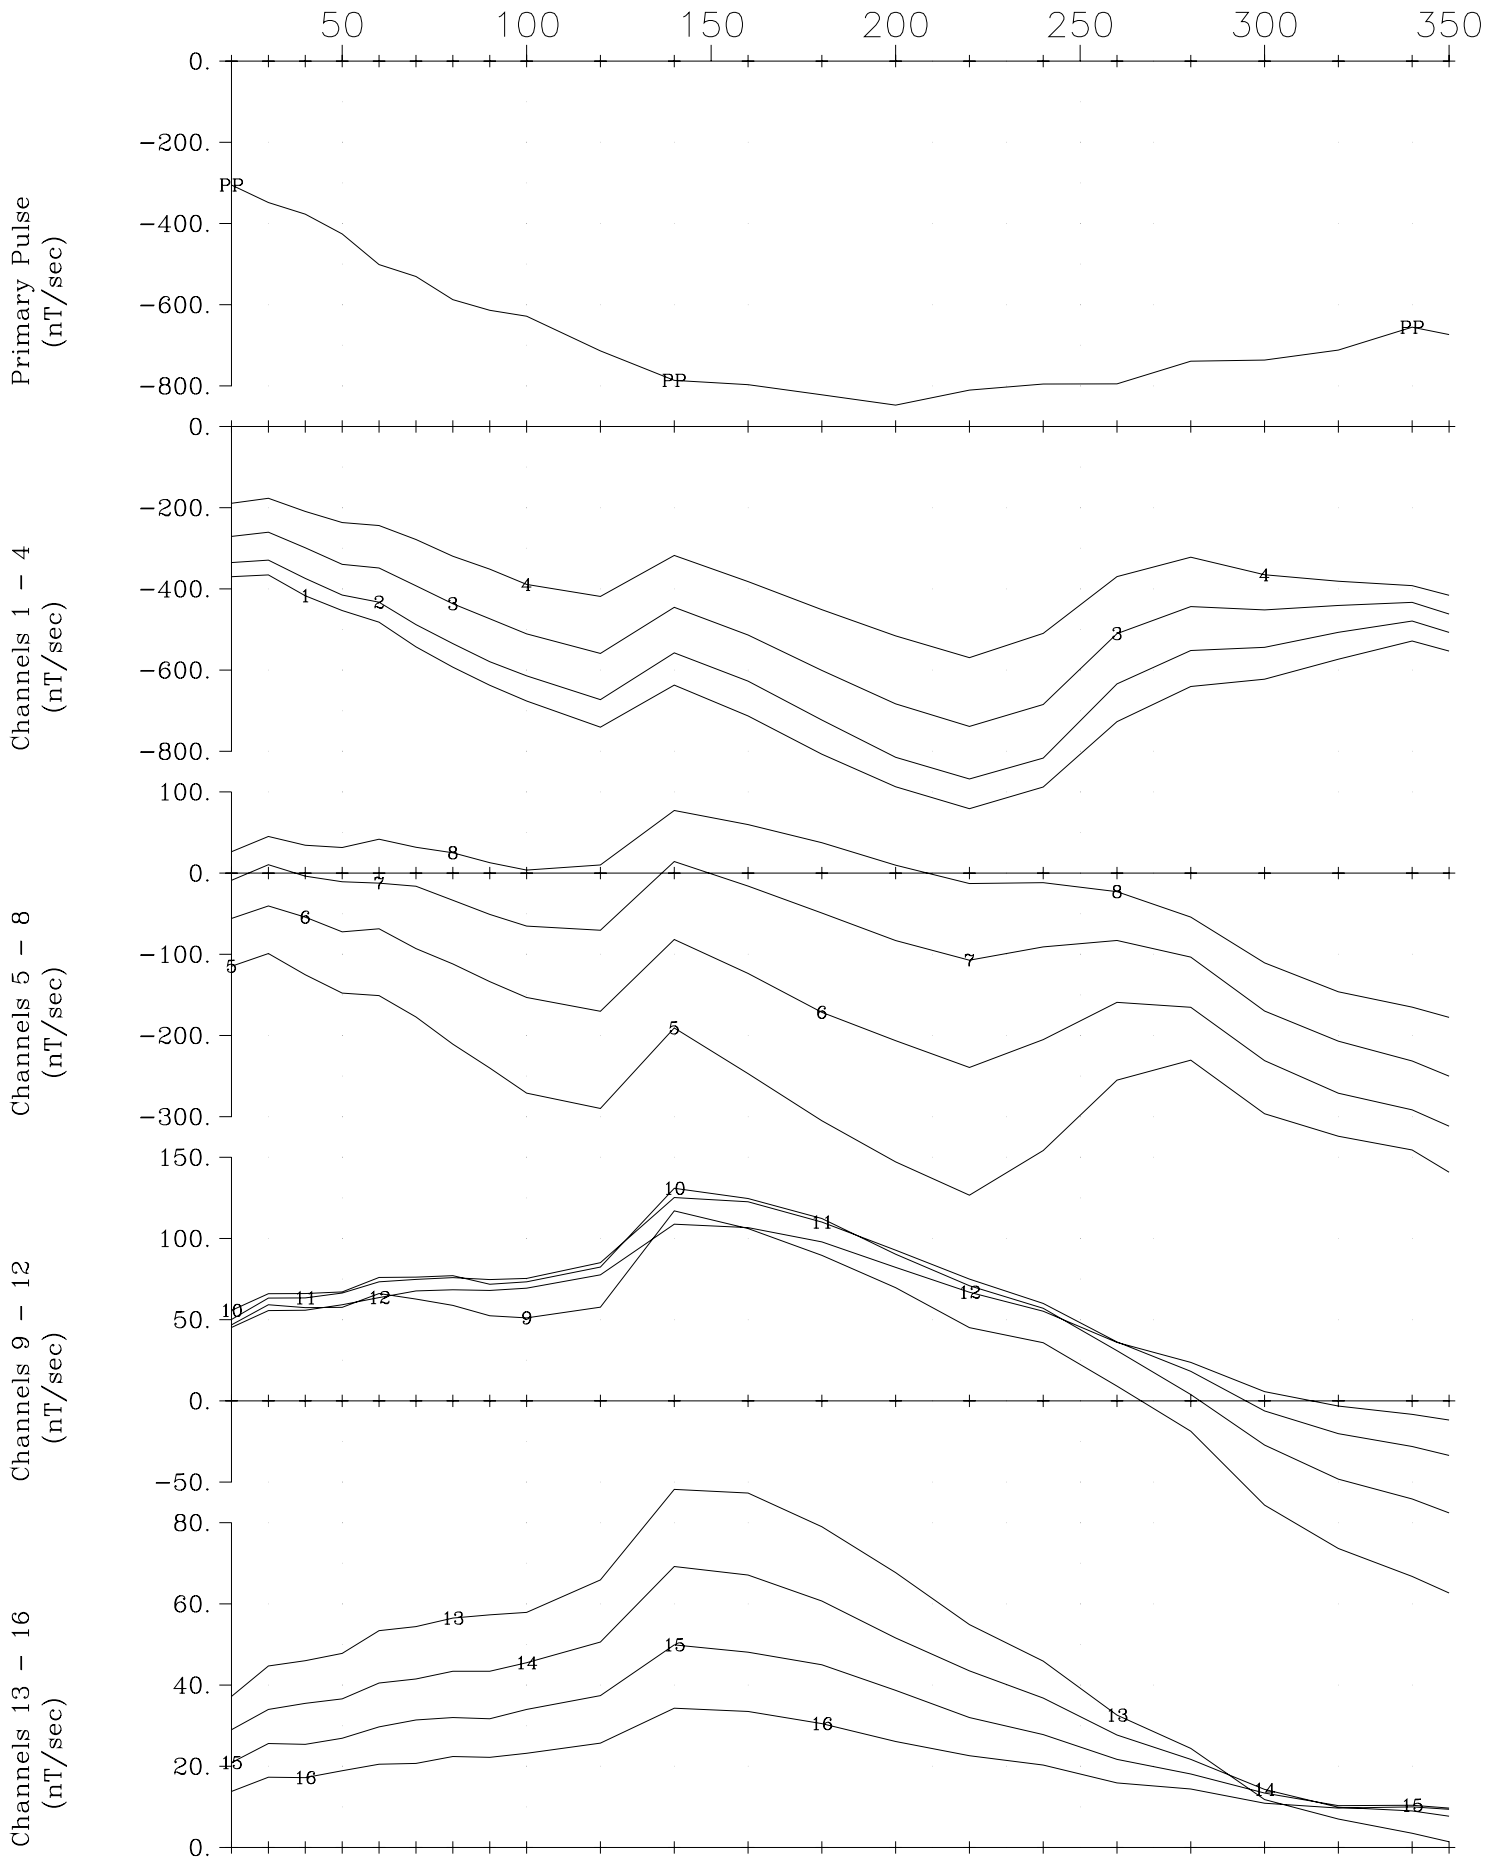 50 100 150 200 250 300 350
0.
−200.
−400.
−600.
−800.
Primary Pulse
(nT/sec)
PP
PP
PP
0.
−200.
−400.
−600.
−800.
Channels 1 − 4
(nT/sec)
4 4
1 2 3
3
100.
0.
−100.
−200.
−300.
Channels 5 − 8
(nT/sec)
8 8
7 7
6 6
5 5
150.
100.
50.
0.
−50.
Channels 9 − 12
(nT/sec)
10 11
10 11 12 12
9
80.
60.
40.
20.
0.
Channels 13 − 16
(nT/sec)
13 13
14 14
15 15 15
16 16